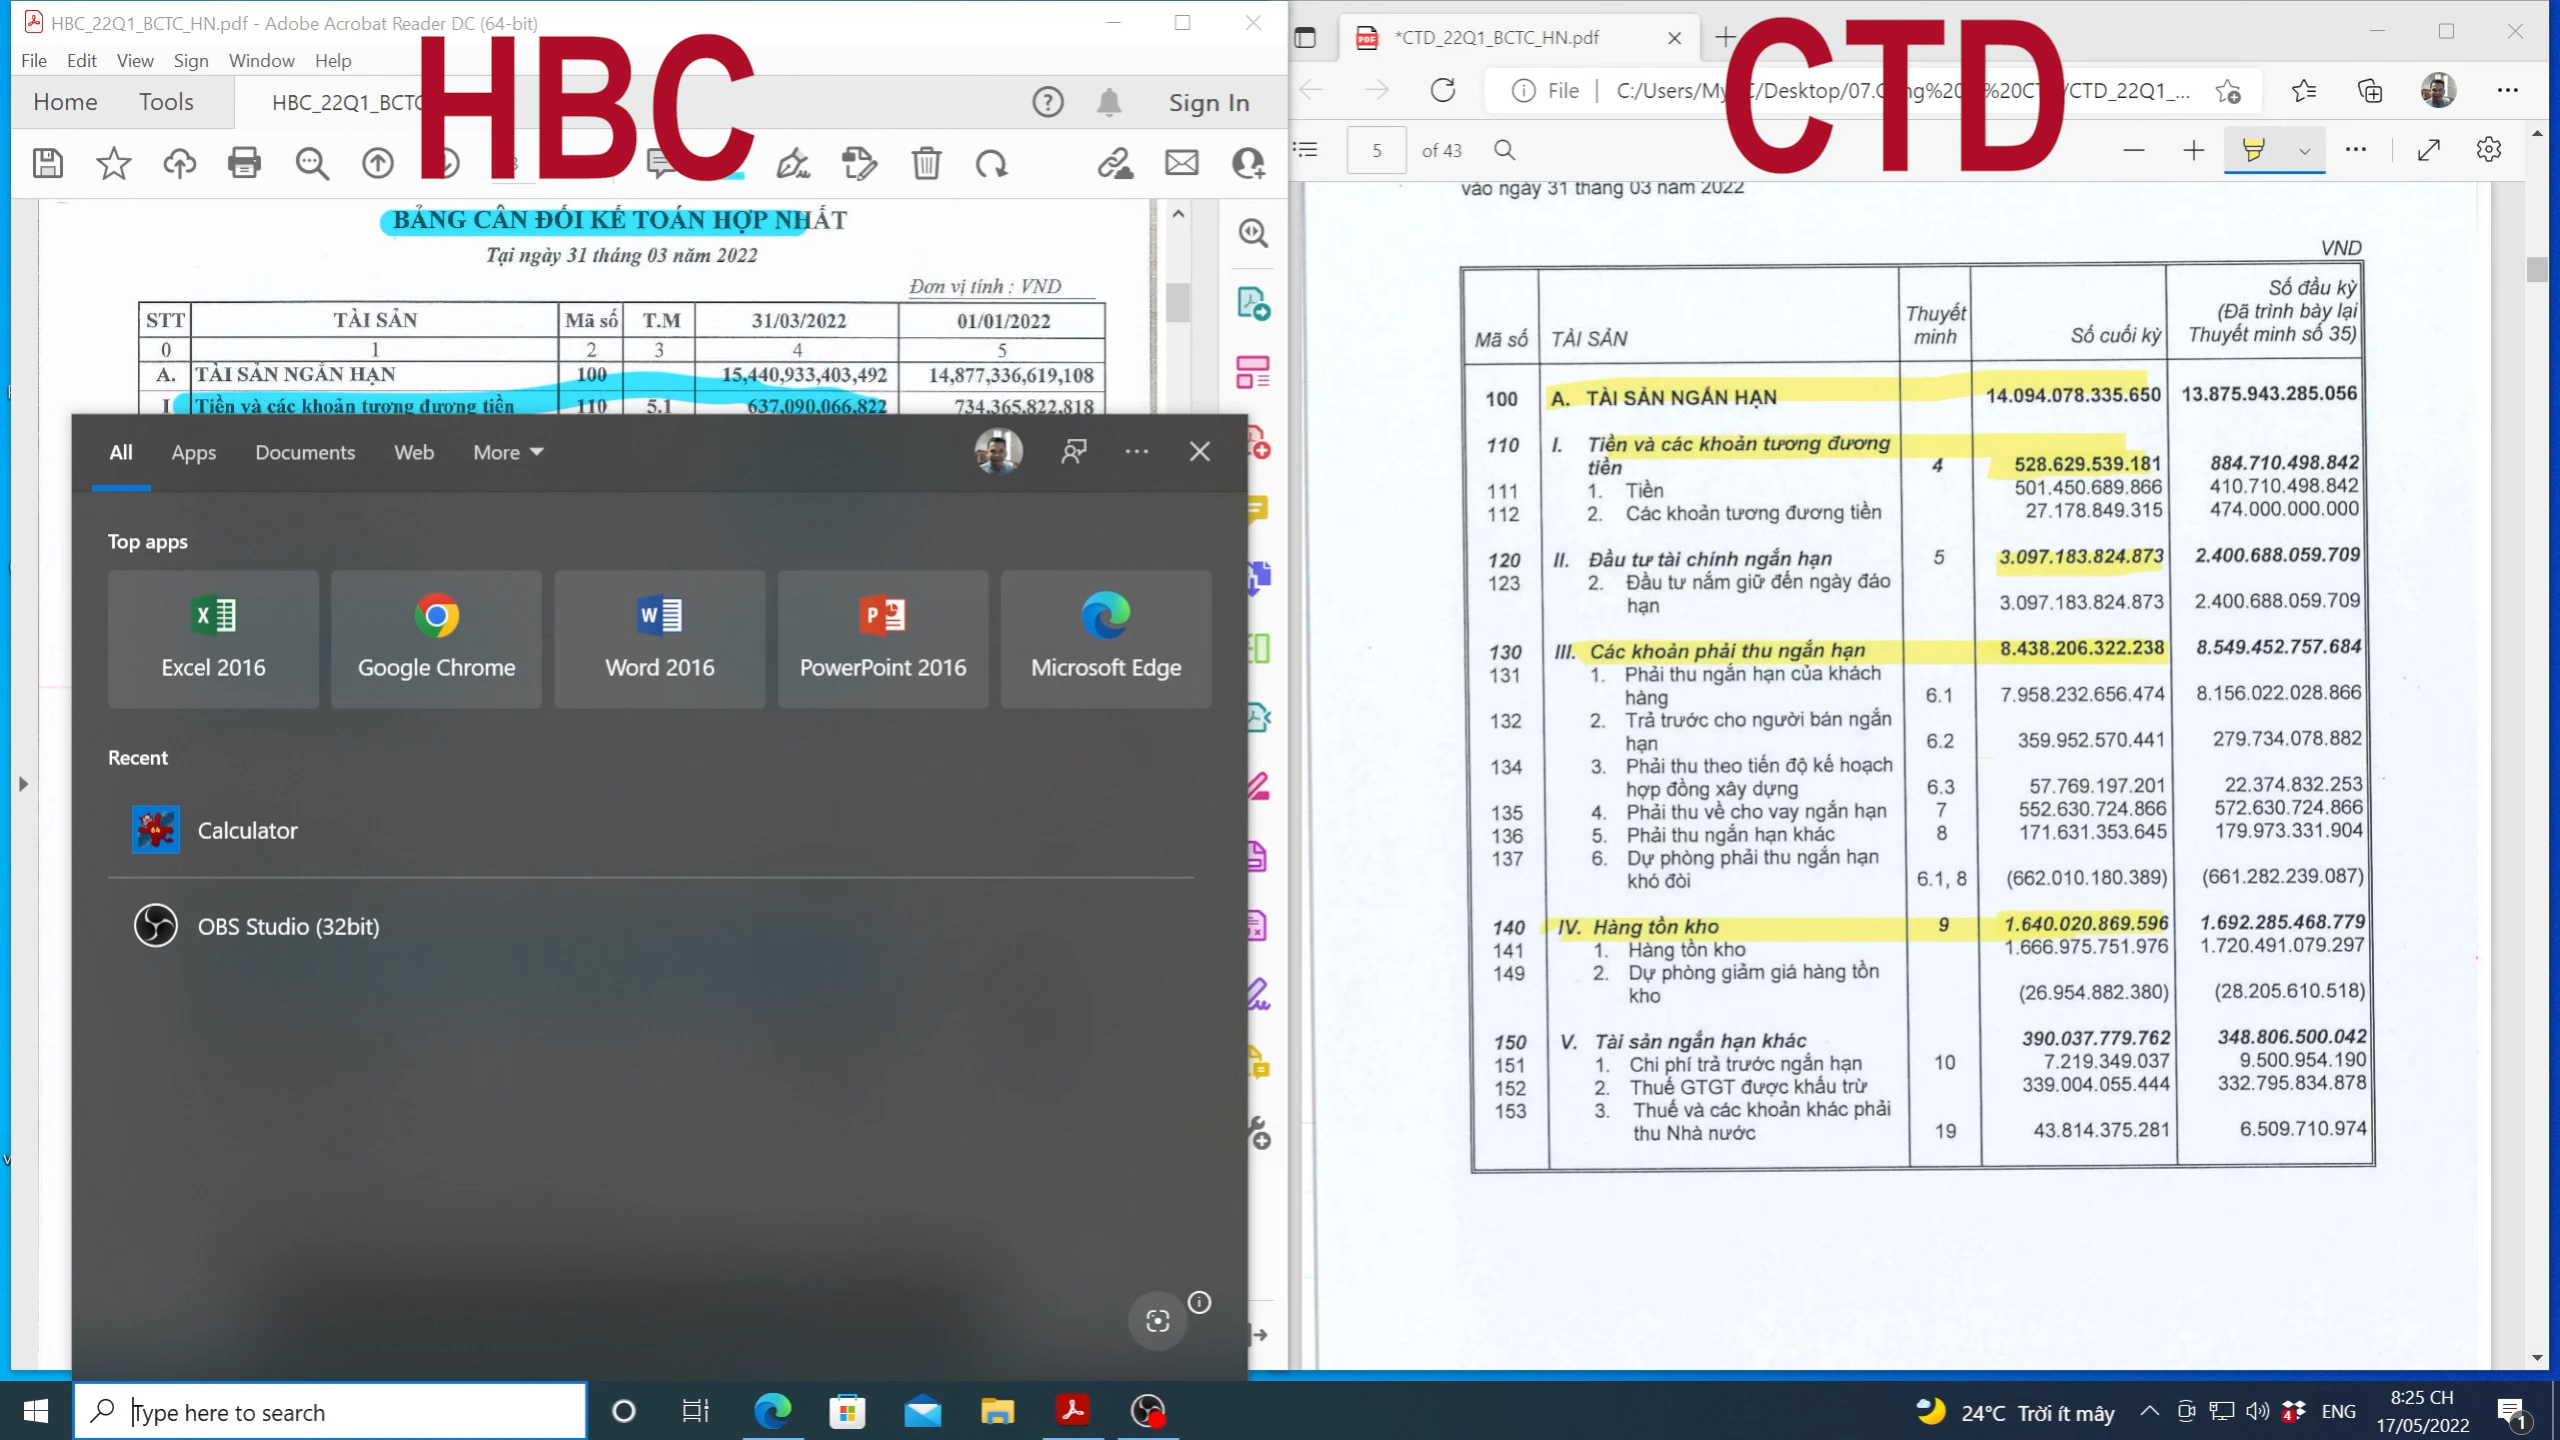 HBC_22Q1_BCTC_HN.pdf - Adobe Acrobat Reader DC (64-bit)
File Edit View Sign Window Help
HBC
Home Tools HBC_22Q1_BCTC Sign In
BẢNG CÂN ĐỐI KẾ TOÁN HỢP NHẤT
Tại ngày 31 tháng 03 năm 2022
Đơn vị tính : VND
STT TÀI SẢN Mã số T.M 31/03/2022 01/01/2022
0 1 2 3 4 5
A. TÀI SẢN NGẮN HẠN 100 15,440,933,403,492 14,877,336,619,108
I Tiền và các khoản tương đương tiền 110 5.1 637,090,066,822 734,365,822,818
All Apps Documents Web More
Top apps
Excel 2016 Google Chrome Word 2016 PowerPoint 2016 Microsoft Edge
Recent
Calculator
OBS Studio (32bit)
*CTD_22Q1_BCTC_HN.pdf
CTD
File C:/Users/My C/Desktop/07.C ng%20 %20CT /CTD_22Q1_...
5 of 43
vào ngày 31 tháng 03 năm 2022
VND
Mã số TÀI SẢN Thuyết minh Số cuối kỳ Số đầu kỳ (Đã trình bày lại Thuyết minh số 35)
100 A. TÀI SẢN NGẮN HẠN 14.094.078.335.650 13.875.943.285.056
110 I. Tiền và các khoản tương đương
tiền 4 528.629.539.181 884.710.498.842
111 1. Tiền 501.450.689.866 410.710.498.842
112 2. Các khoản tương đương tiền 27.178.849.315 474.000.000.000
120 II. Đầu tư tài chính ngắn hạn 5 3.097.183.824.873 2.400.688.059.709
123 2. Đầu tư nắm giữ đến ngày đáo
hạn 3.097.183.824.873 2.400.688.059.709
130 III. Các khoản phải thu ngắn hạn 8.438.206.322.238 8.549.452.757.684
131 1. Phải thu ngắn hạn của khách
hàng 6.1 7.958.232.656.474 8.156.022.028.866
132 2. Trả trước cho người bán ngắn
hạn 6.2 359.952.570.441 279.734.078.882
134 3. Phải thu theo tiến độ kế hoạch
hợp đồng xây dựng 6.3 57.769.197.201 22.374.832.253
135 4. Phải thu về cho vay ngắn hạn 7 552.630.724.866 572.630.724.866
136 5. Phải thu ngắn hạn khác 8 171.631.353.645 179.973.331.904
137 6. Dự phòng phải thu ngắn hạn
khó đòi 6.1, 8 (662.010.180.389) (661.282.239.087)
140 IV. Hàng tồn kho 9 1.640.020.869.596 1.692.285.468.779
141 1. Hàng tồn kho 1.666.975.751.976 1.720.491.079.297
149 2. Dự phòng giảm giá hàng tồn
kho (26.954.882.380) (28.205.610.518)
150 V. Tài sản ngắn hạn khác 390.037.779.762 348.806.500.042
151 1. Chi phí trả trước ngắn hạn 10 7.219.349.037 9.500.954.190
152 2. Thuế GTGT được khấu trừ 339.004.055.444 332.795.834.878
153 3. Thuế và các khoản khác phải
thu Nhà nước 19 43.814.375.281 6.509.710.974
Type here to search
24°C Trời ít mây 4 ENG
8:25 CH
17/05/2022
1